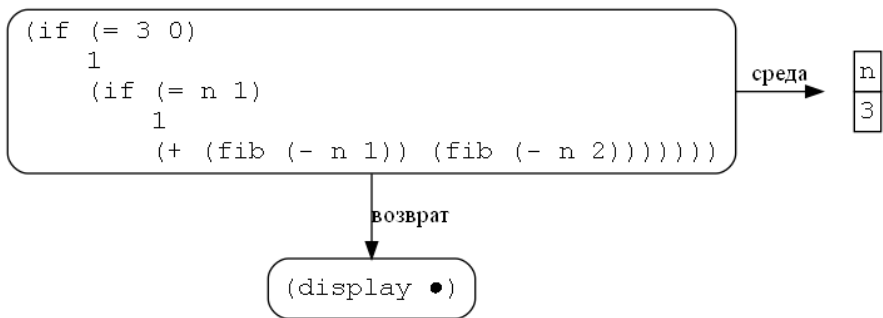 (if (= 3 0)
1
(if (= n 1)
1
(+ (fib (- n 1)) (fib (- n 2)))))))
среда
n
3
возврат
(display ●)